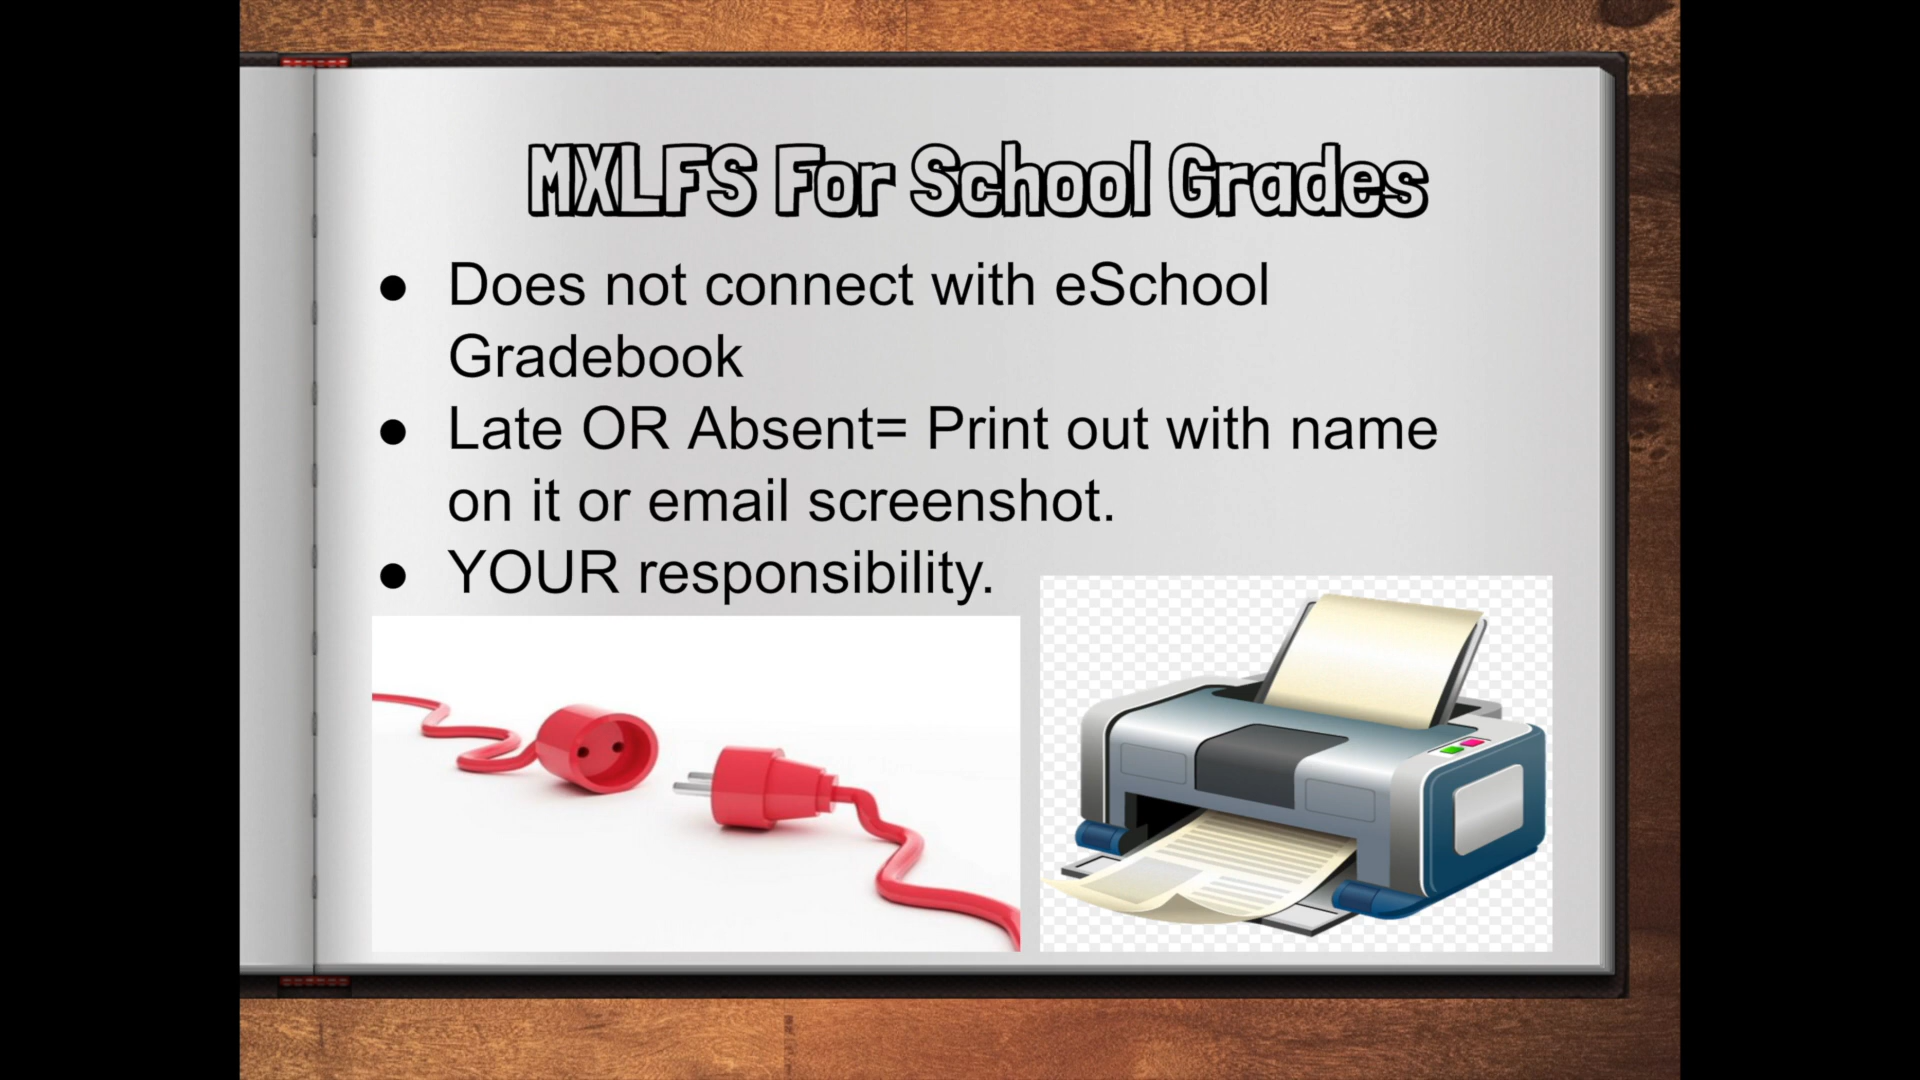 MXLFS For School Grades
● Does not connect with eSchool
Gradebook
● Late OR Absent= Print out with name
on it or email screenshot.
● YOUR responsibility.